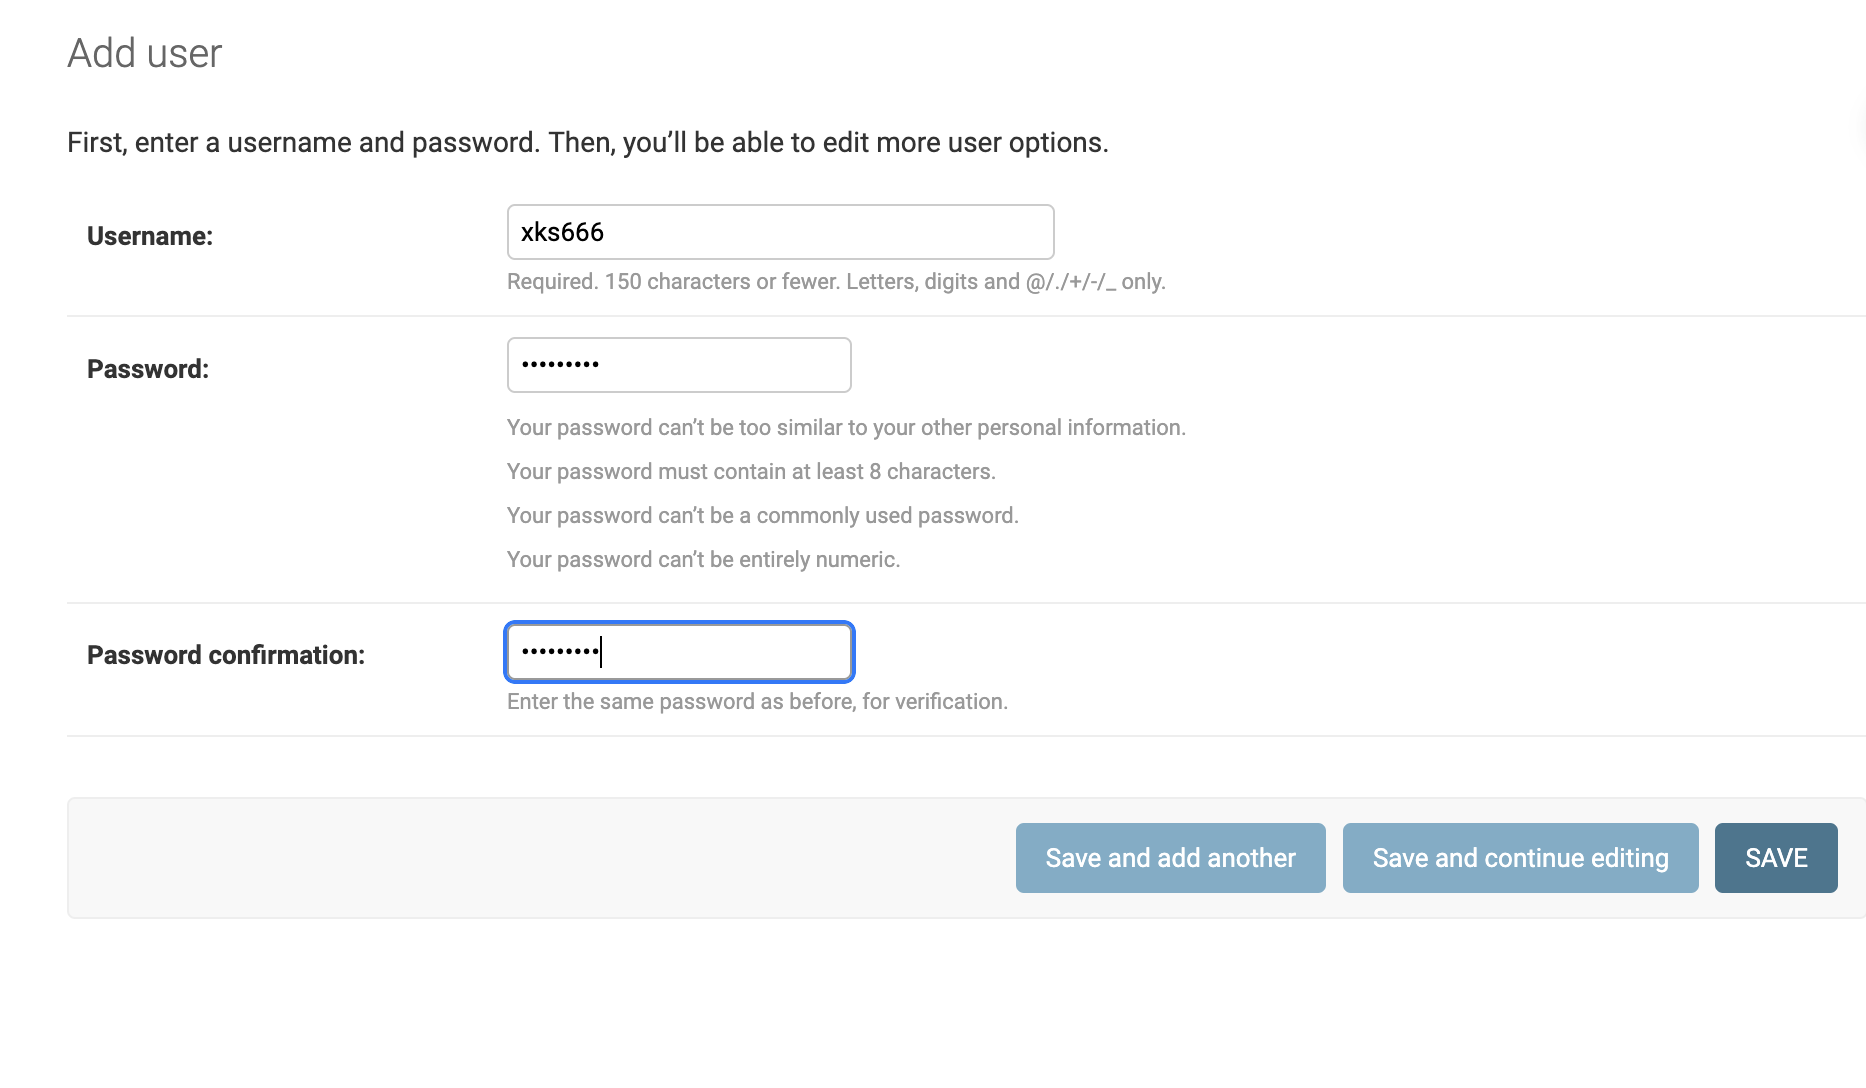 Add user
First, enter a username and password. Then, you’ll be able to edit more user options.
Username:
xks666
Required. 150 characters or fewer. Letters, digits and @/./+/-/_ only.
Password:
•••••••••
Your password can’t be too similar to your other personal information.
Your password must contain at least 8 characters.
Your password can’t be a commonly used password.
Your password can’t be entirely numeric.
Password confirmation:
•••••••••
Enter the same password as before, for verification.
Save and add another
Save and continue editing
SAVE